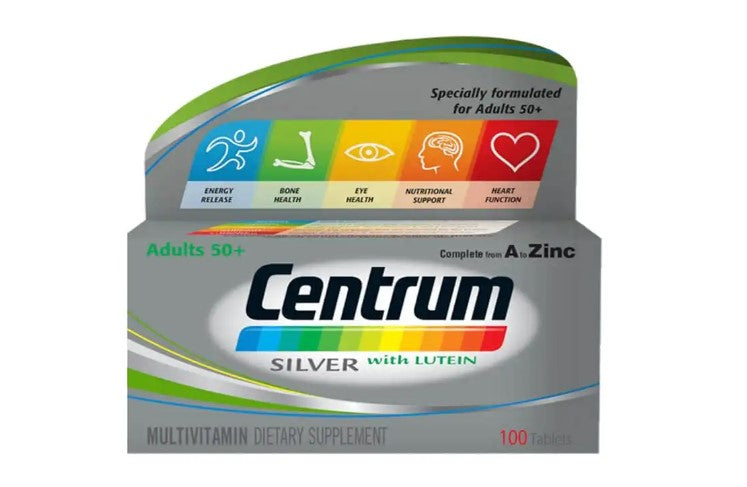 Specially formulated
for Adults 50+
ENERGY
RELEASE
BONE
HEALTH
EYE
HEALTH
NUTRITIONAL
SUPPORT
HEART
FUNCTION
Adults 50+
Complete from A to Zinc
Centrum
SILVER with LUTEIN
MULTIVITAMIN DIETARY SUPPLEMENT
100 Tablets